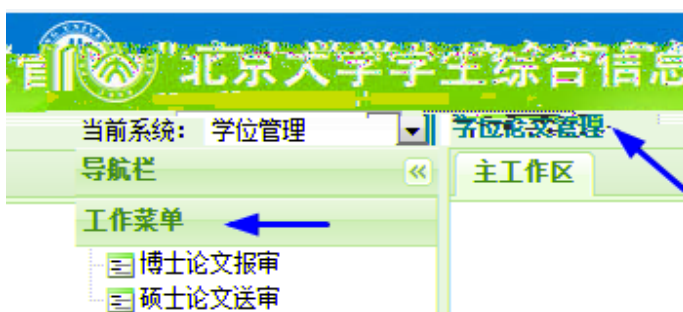 北京大学学生综合信息
当前系统： 学位管理 学位论文管理
导航栏 主工作区
工作菜单
博士论文报审
硕士论文送审